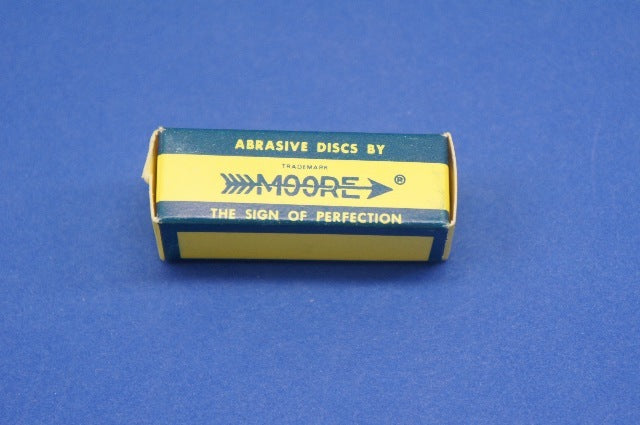 ABRASIVE DISCS BY
TRADEMARK
MOORE®
THE SIGN OF PERFECTION